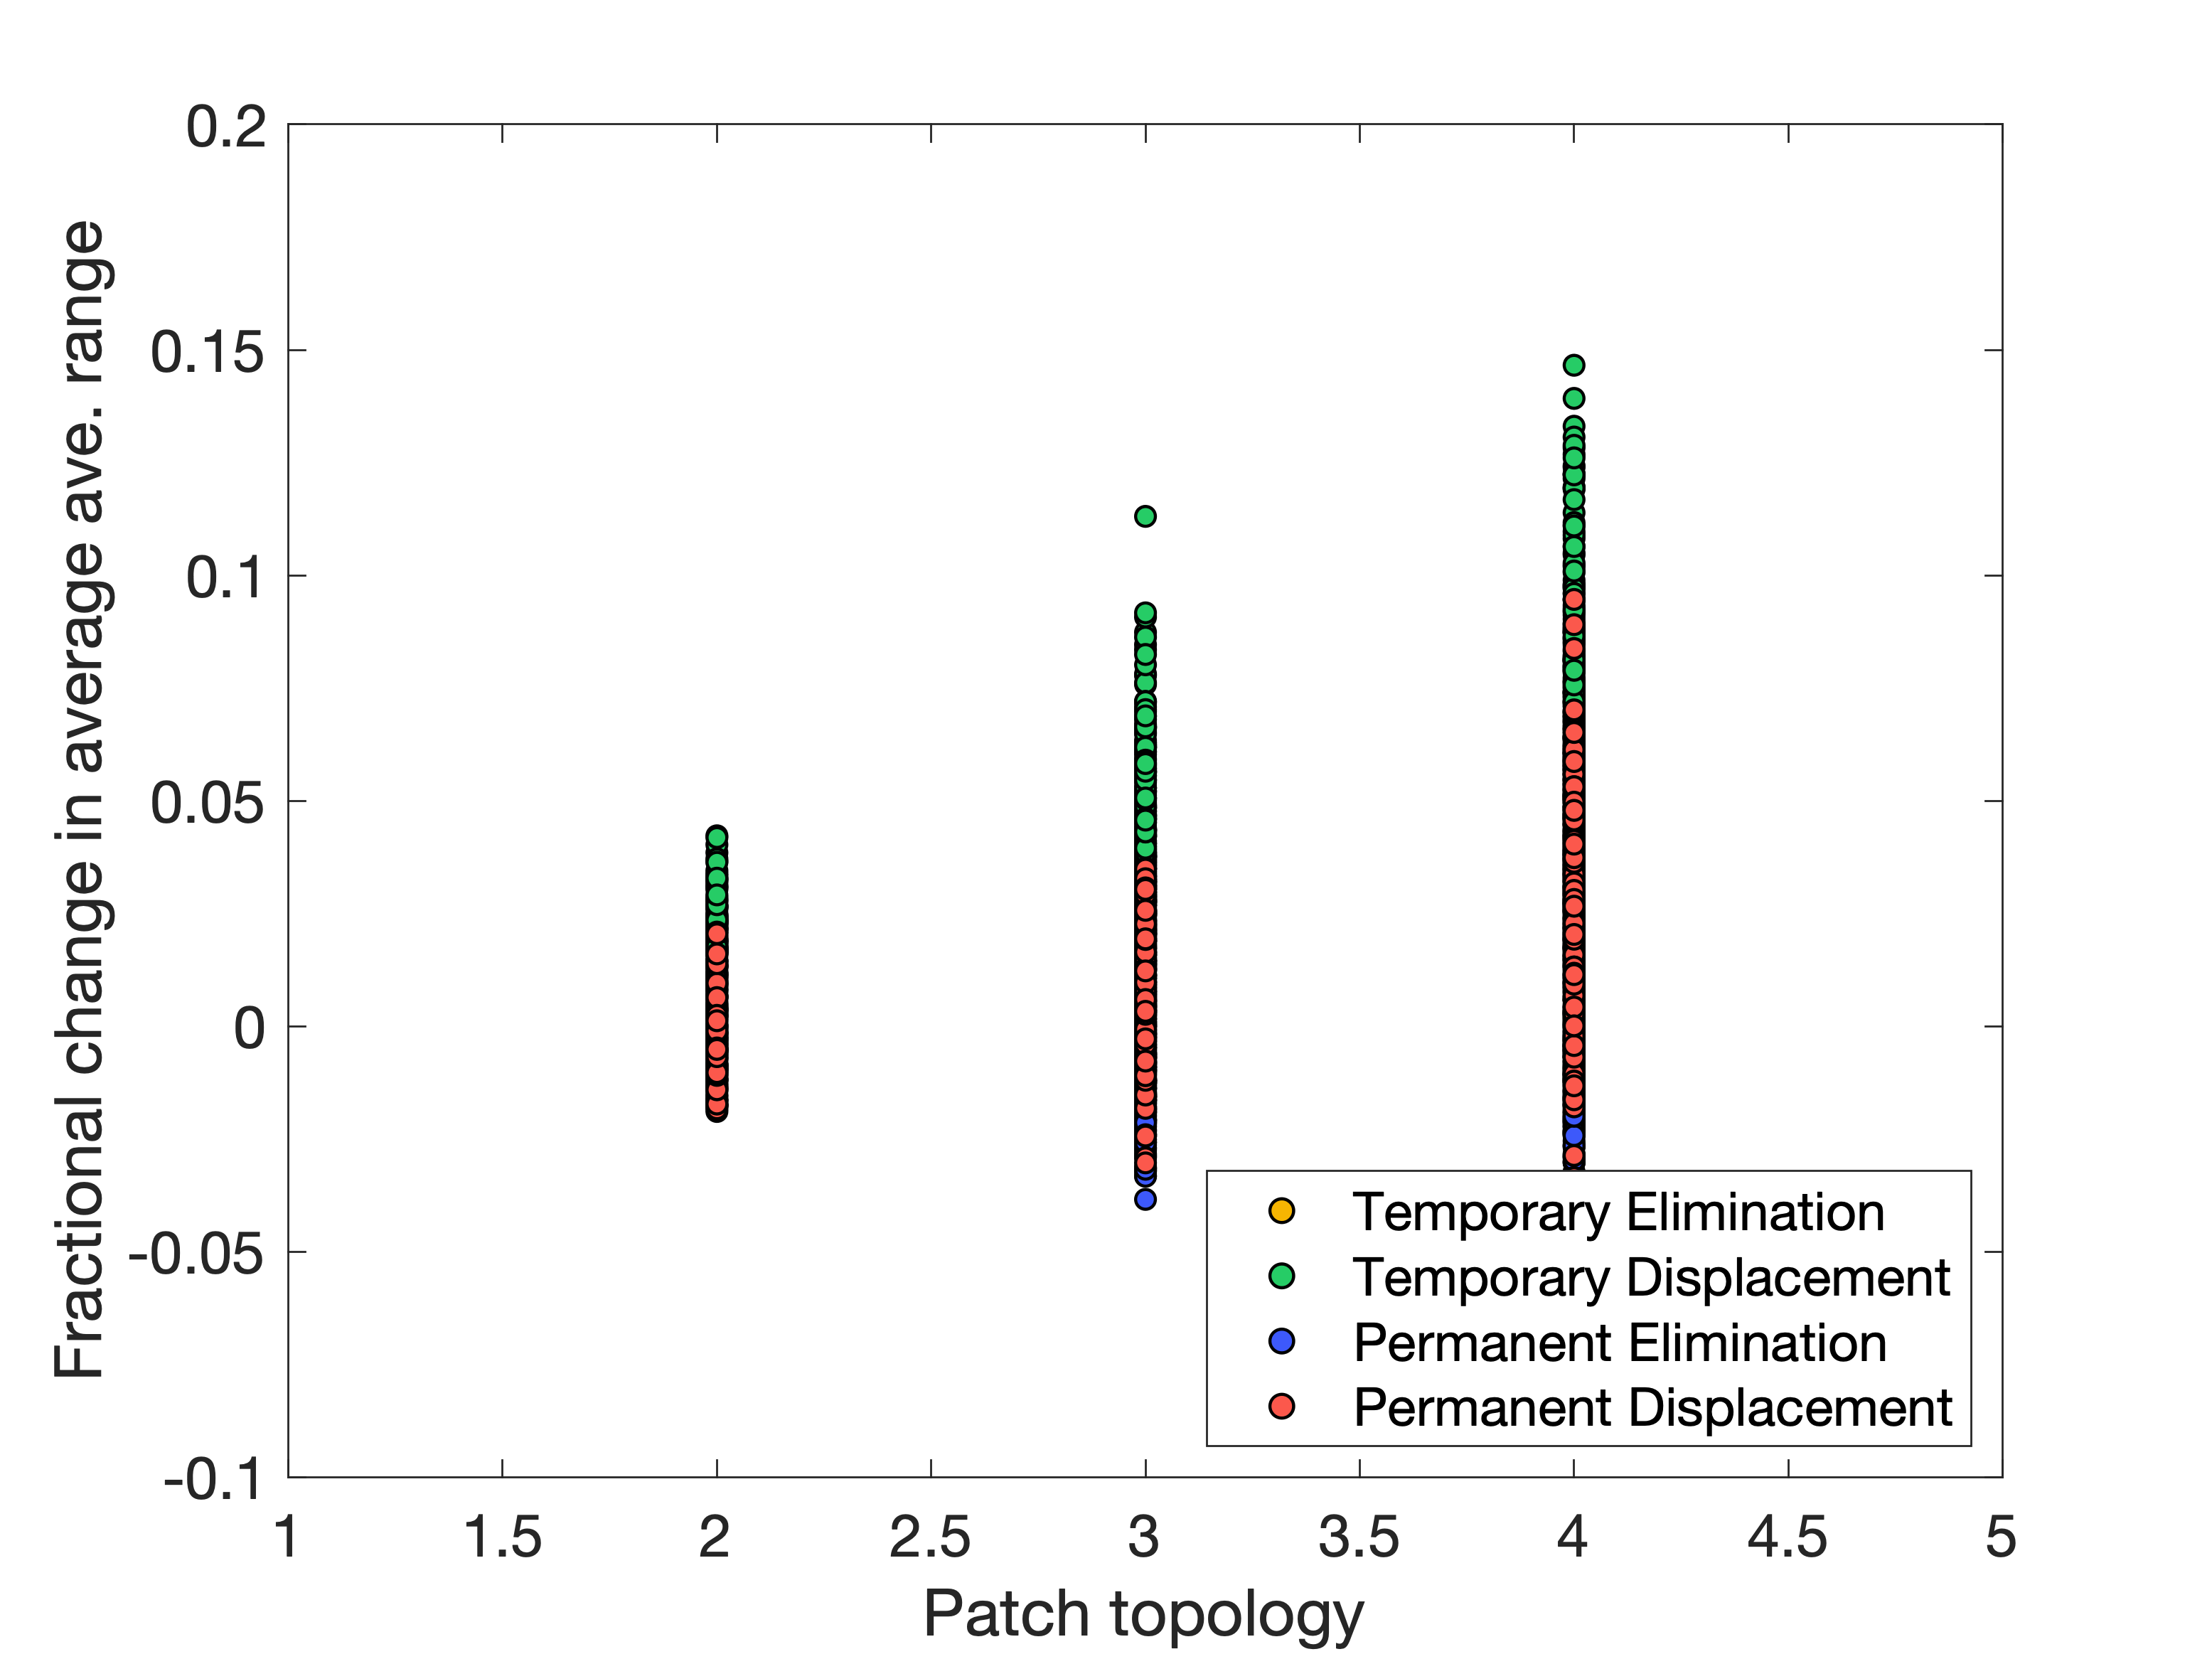 0.2
0.15
0.1
0.05
0
-0.05
-0.1
Fractional change in average ave. range
Temporary Elimination
Temporary Displacement
Permanent Elimination
Permanent Displacement
1 1.5 2 2.5 3 3.5 4 4.5 5
Patch topology